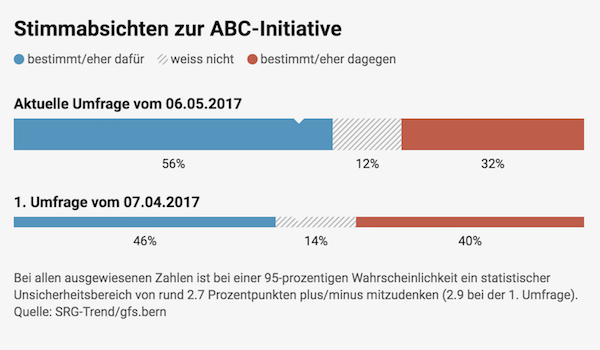 Stimmabsichten zur ABC-Initiative
bestimmt/eher dafür weiss nicht bestimmt/eher dagegen
Aktuelle Umfrage vom 06.05.2017
56% 12% 32%
1. Umfrage vom 07.04.2017
46% 14% 40%
Bei allen ausgewiesenen Zahlen ist bei einer 95-prozentigen Wahrscheinlichkeit ein statistischer
Unsicherheitsbereich von rund 2.7 Prozentpunkten plus/minus mitzudenken (2.9 bei der 1. Umfrage).
Quelle: SRG-Trend/gfs.bern